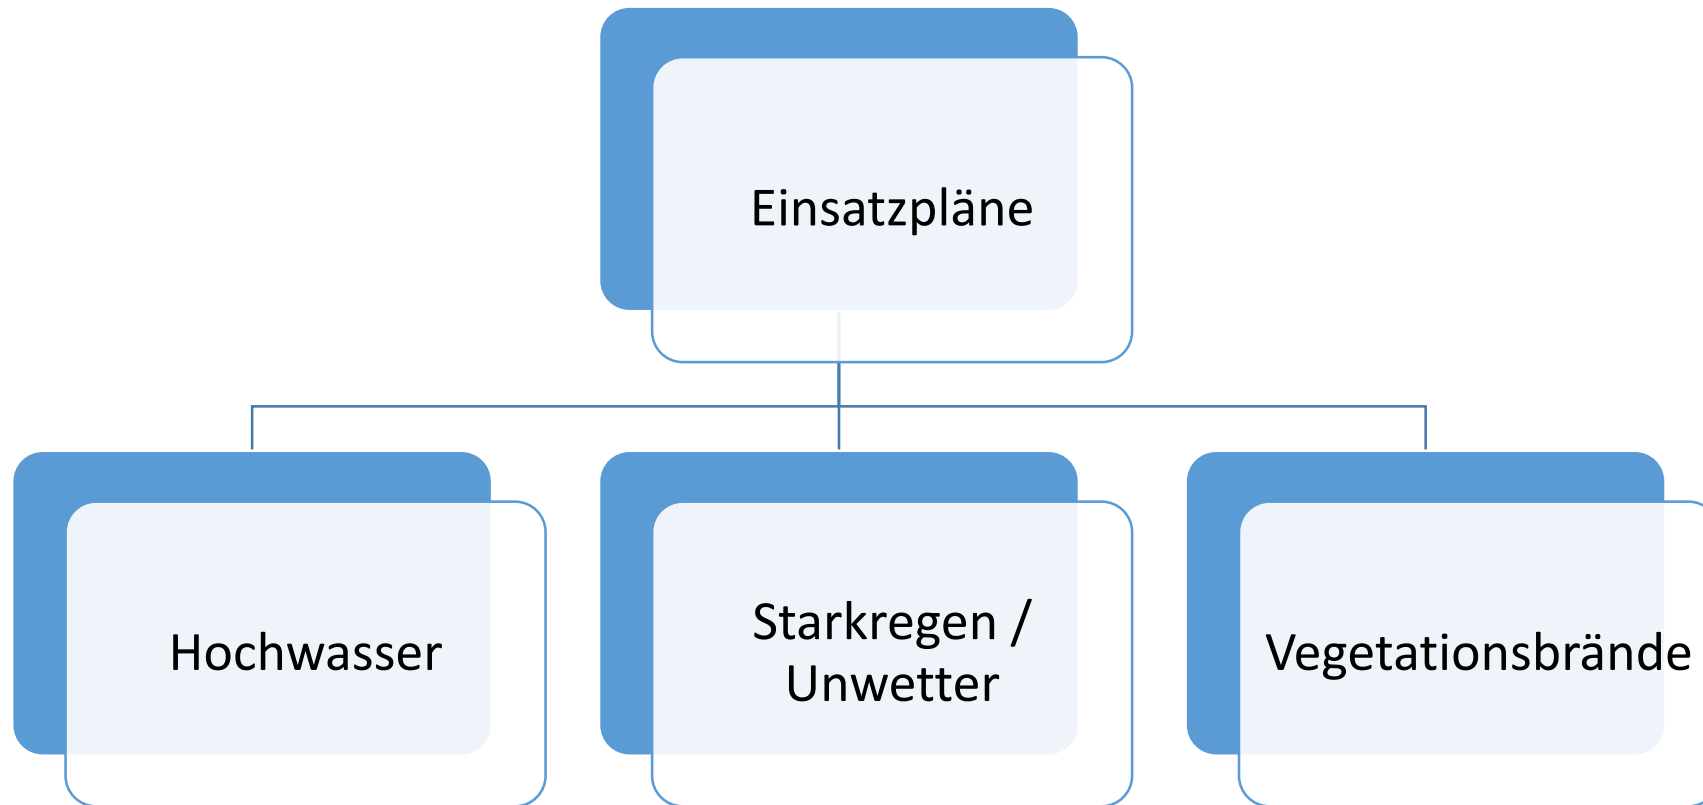 Einsatzpläne
Hochwasser
Starkregen /
Unwetter
Vegetationsbrände